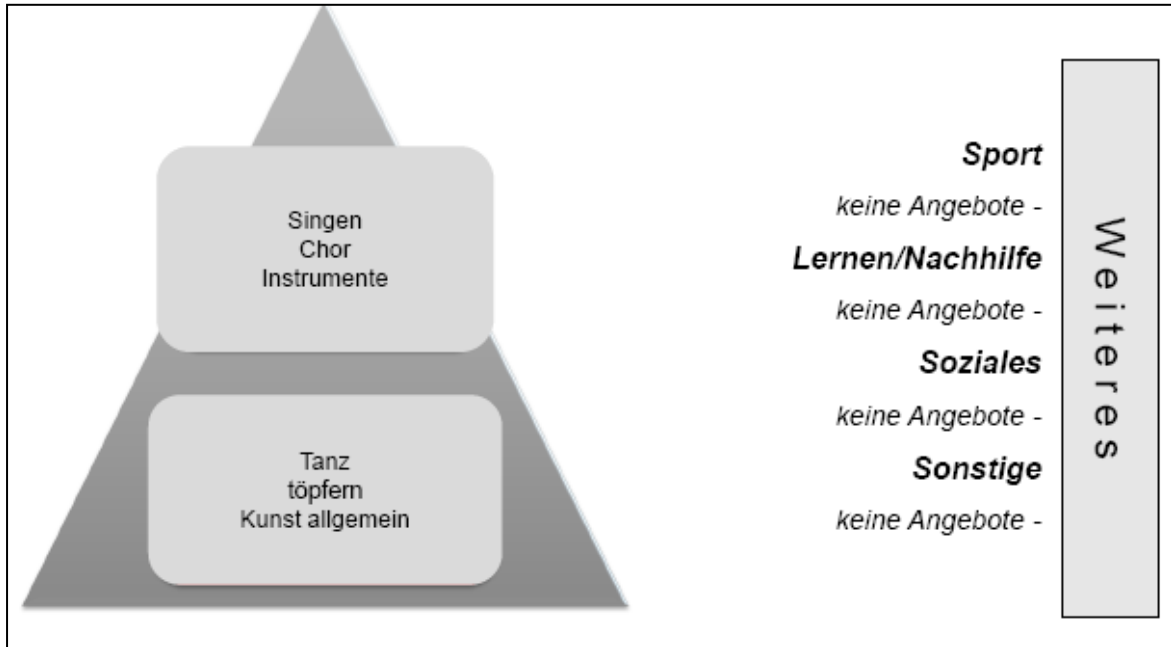 Singen
Chor
Instrumente
Tanz
töpfern
Kunst allgemein
Sport
keine Angebote -
Lernen/Nachhilfe
keine Angebote -
Soziales
keine Angebote -
Sonstige
keine Angebote -
Weiteres